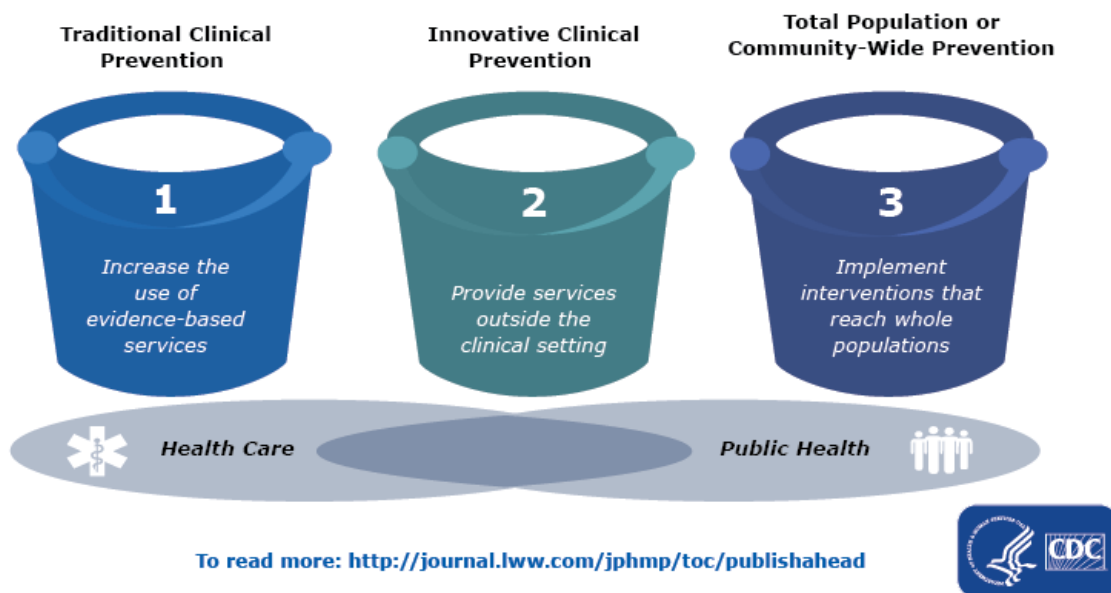 Traditional Clinical
Prevention
Innovative Clinical
Prevention
Total Population or
Community-Wide Prevention
1
Increase the
use of
evidence-based
services
2
Provide services
outside the
clinical setting
3
Implement
interventions that
reach whole
populations
Health Care
Public Health
To read more: http://journal.lww.com/jphmp/toc/publishahead
CDC